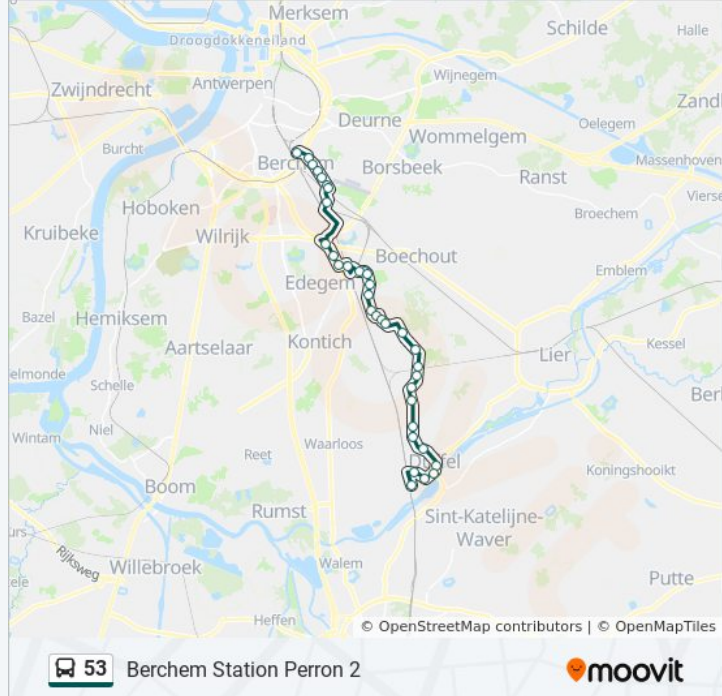 Merksem
Schilde
Halle
Droogdokkeneiland
Wijnegem
Antwerpen
Zwijndrecht
Zand
Deurne
Oelegem
Wommelgem
Burcht
Berchem
Borsbeek
Massenhoven
Ranst
Vierse
Hoboken
Broechem
Kruibeke
Wilrijk
Boechout
Emblem
Edegem
Bazel
Hemiksem
Kontich
Aartselaar
Lier
Kessel
elmonde
Schelle
Berl
Niel
Wintam
Waarloos
Reet
Duffel
Koningshooikt
Boom
Rumst
Sint-Katelijne-
Waver
urs
Rijksweg
Willebroek
Walem
Putte
ele
Heffen
© OpenStreetMap contributors | © OpenMapTiles
53 Berchem Station Perron 2
moovit